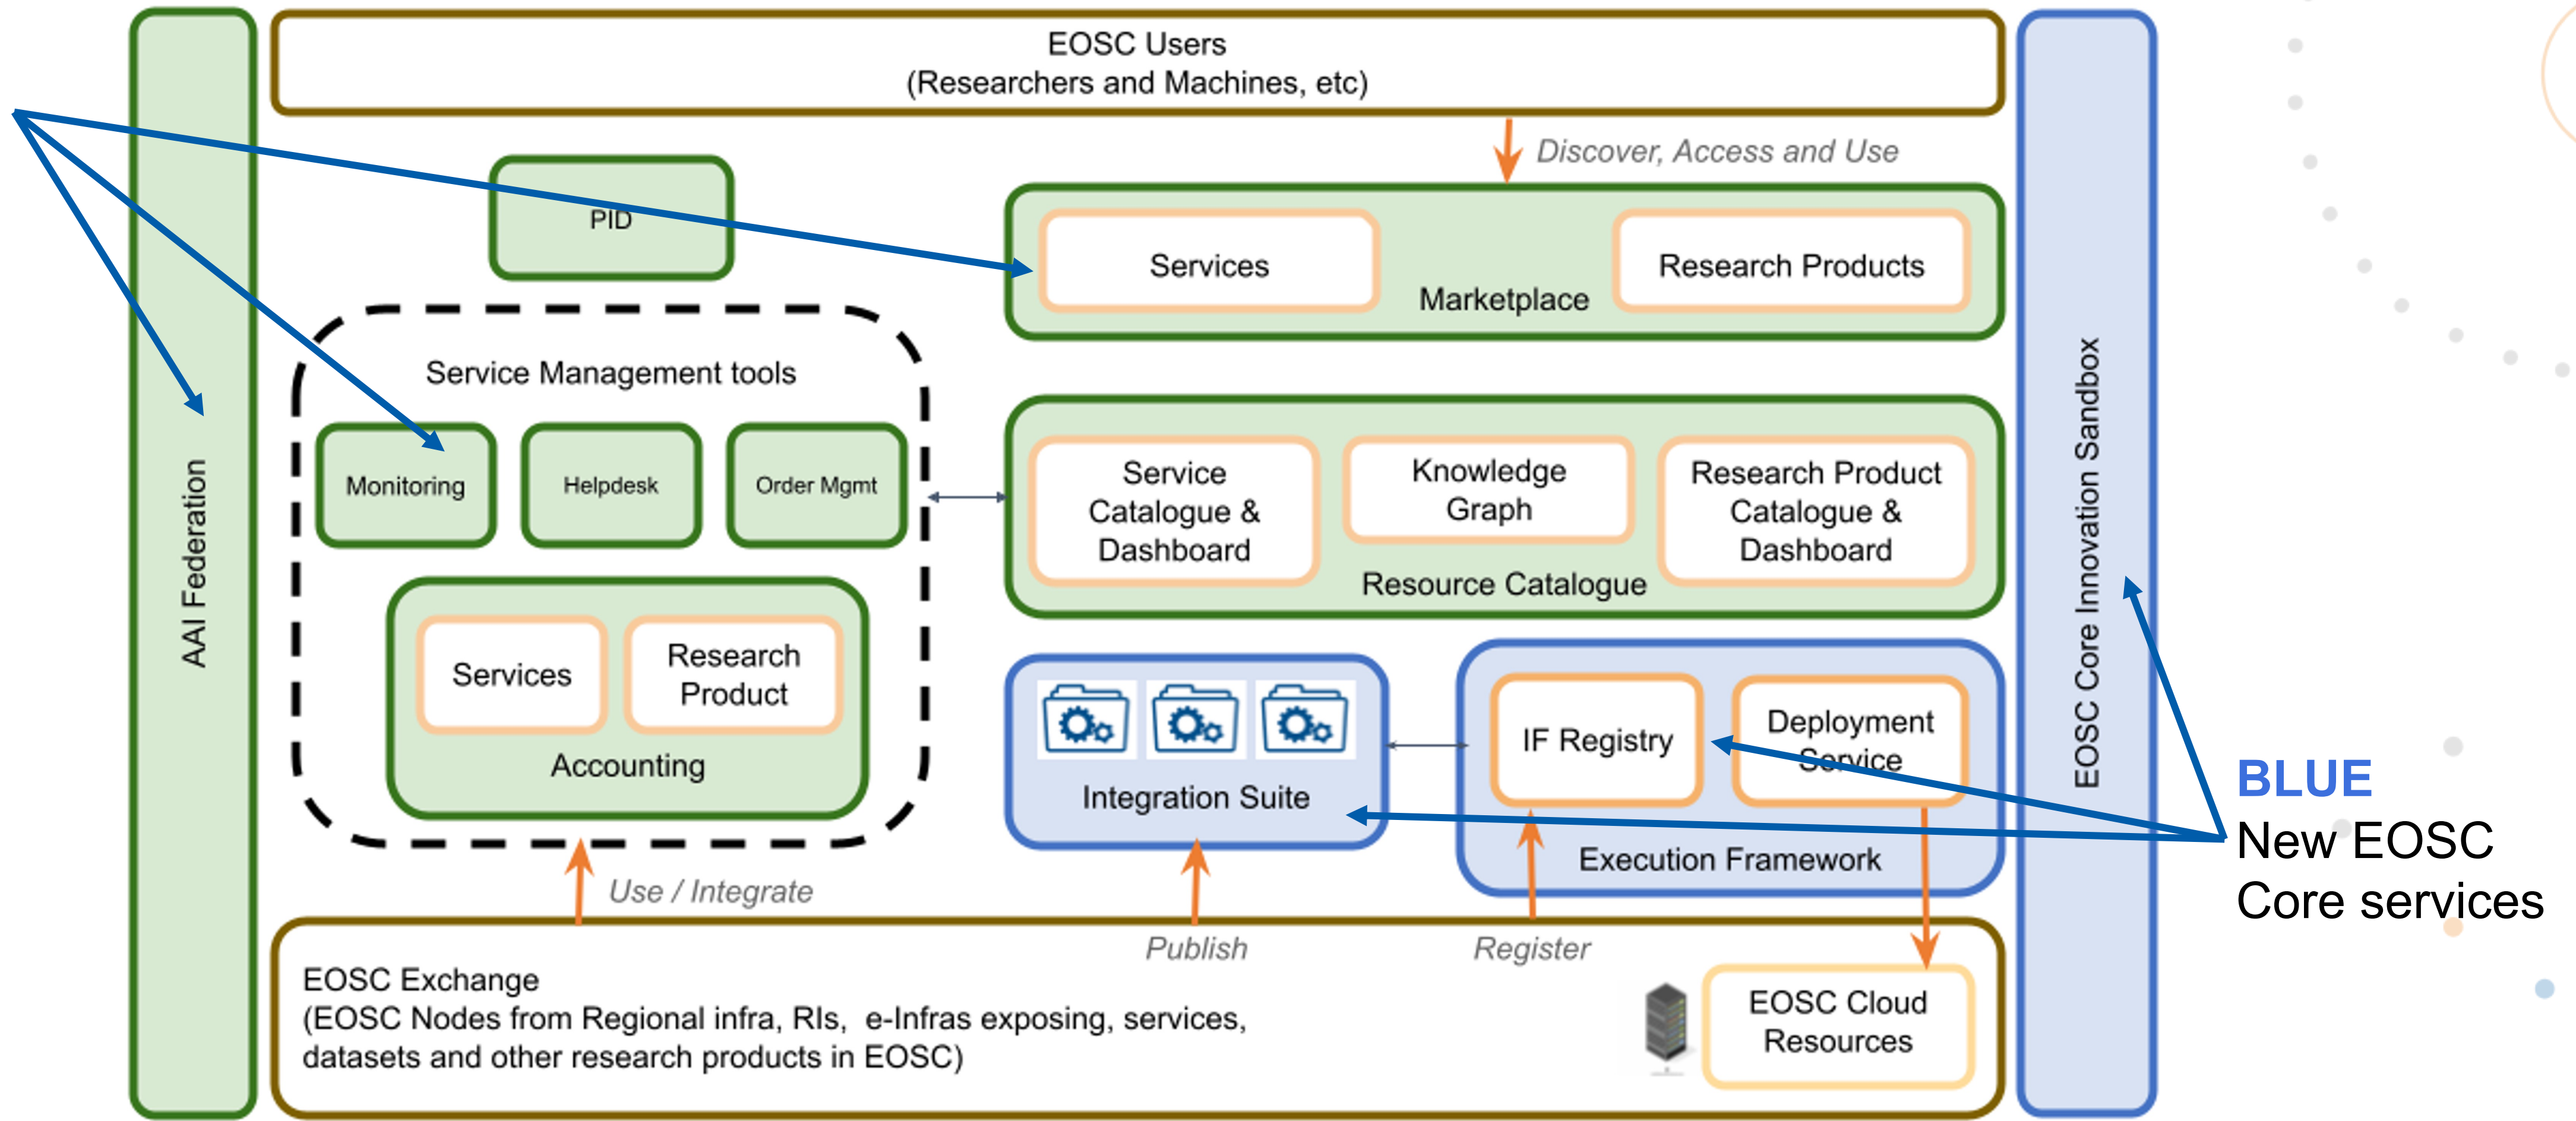 EOSC Users
(Researchers and Machines, etc)
Discover, Access and Use
PID
Services
Research Products
Marketplace
Service Management tools
Monitoring
Helpdesk
Order Mgmt
Service
Catalogue &
Dashboard
Knowledge
Graph
Research Product
Catalogue &
Dashboard
Resource Catalogue
AAI Federation
EOSC Core Innovation Sandbox
Services
Research
Product
Accounting
Integration Suite
IF Registry
Deployment
Service
Execution Framework
BLUE
New EOSC
Core services
Use / Integrate
Publish
Register
EOSC Exchange
(EOSC Nodes from Regional infra, RIs, e-Infras exposing, services,
datasets and other research products in EOSC)
EOSC Cloud
Resources